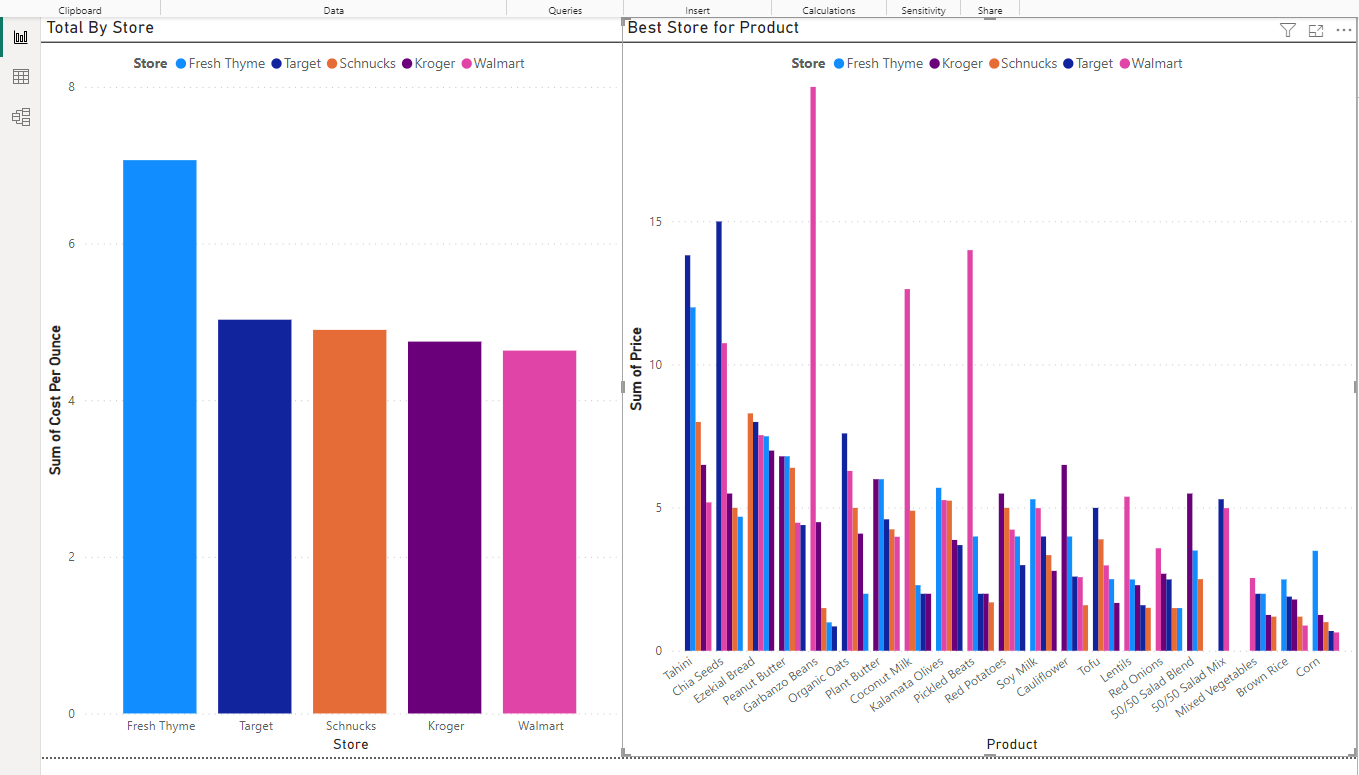 Clipboard Data Queries Insert Calculations Sensitivity Share
Total By Store
Store Fresh Thyme Target Schnucks Kroger Walmart
Sum of Cost Per Ounce
8
6
4
2
0
Fresh Thyme Target Schnucks Kroger Walmart
Store
Best Store for Product
Store Fresh Thyme Kroger Schnucks Target Walmart
Sum of Price
15
10
5
0
Tahini
Chia Seeds
Ezekial Bread
Peanut Butter
Garbanzo Beans
Organic Oats
Plant Butter
Coconut Milk
Kalamata Olives
Pickled Beats
Red Potatoes
Soy Milk
Cauliflower
Tofu
Lentils
Red Onions
50/50 Salad Blend
50/50 Salad Mix
Mixed Vegetables
Brown Rice
Corn
Product